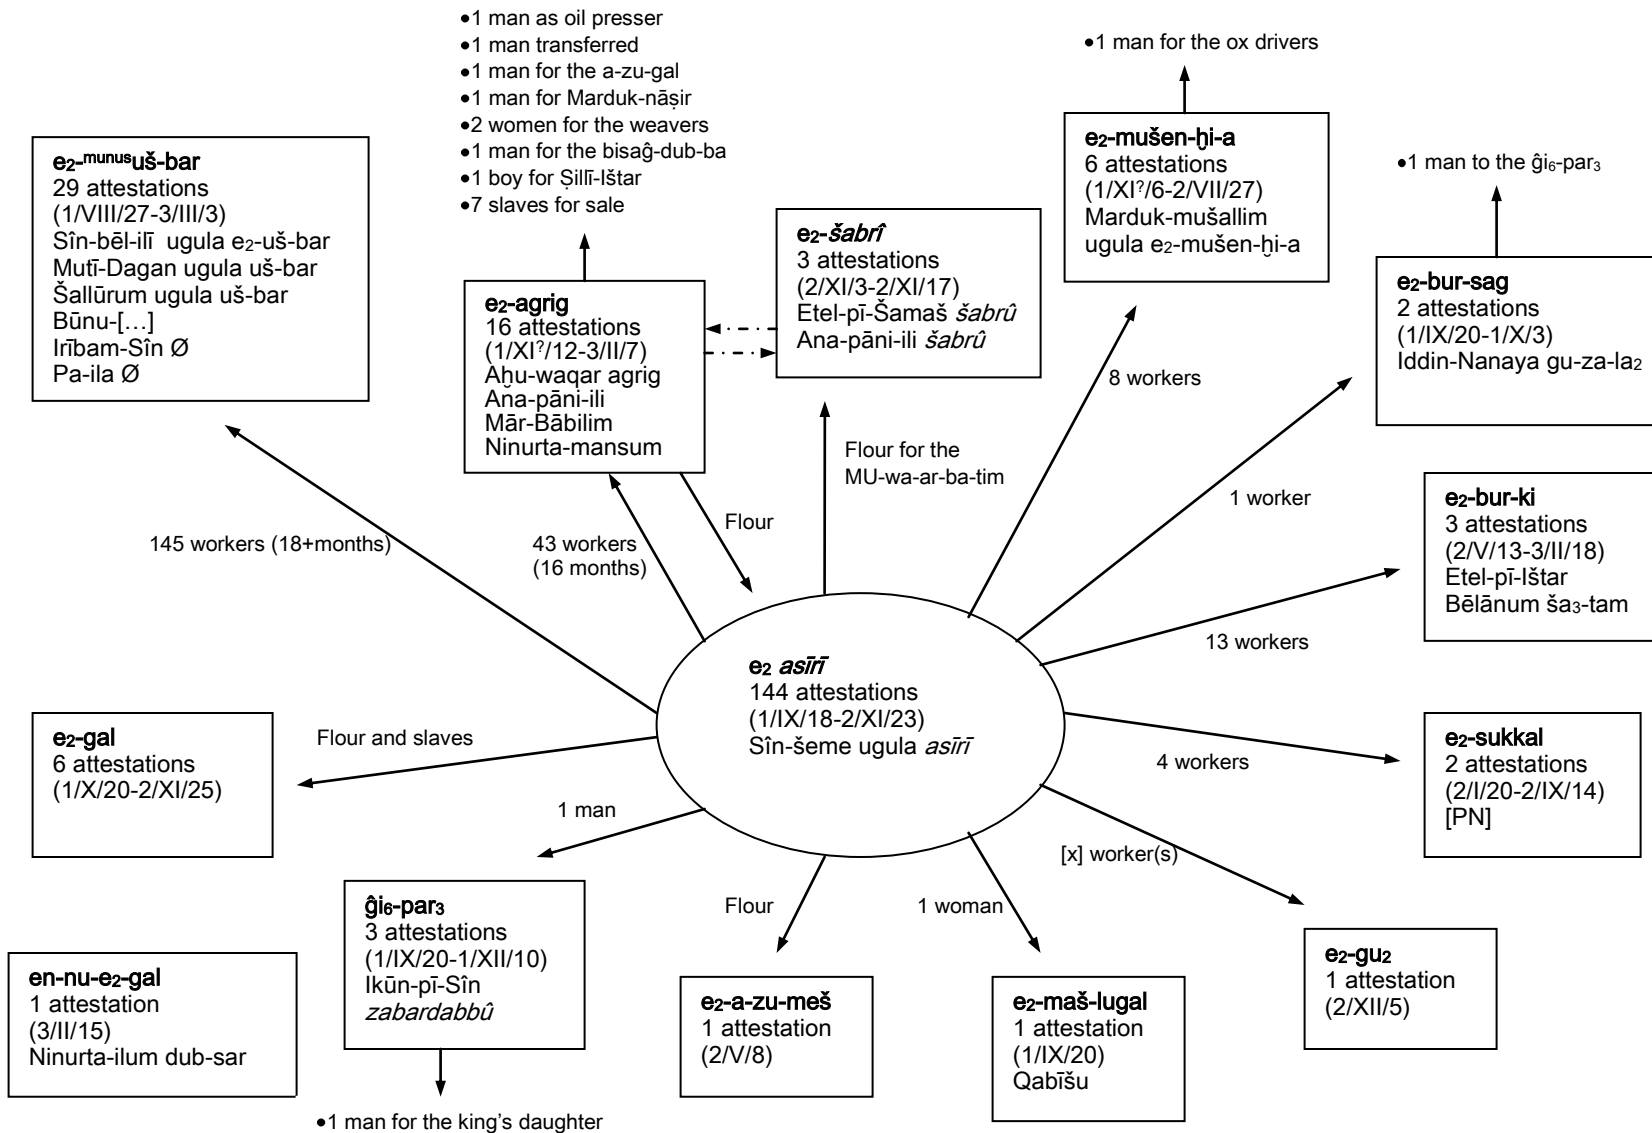 •1 man as oil presser
•1 man transferred
•1 man for the a-zu-gal
•1 man for Marduk-nāṣir
•2 women for the weavers
•1 man for the bisaĝ-dub-ba
•1 boy for Ṣillī-Ištar
•7 slaves for sale
•1 man for the ox drivers
•1 man to the ĝi₆-par₃
e₂-ᵐᵘⁿᵘˢuš-bar
29 attestations
(1/VIII/27-3/III/3)
Sîn-bēl-ilī ugula e₂-uš-bar
Mutī-Dagan ugula uš-bar
Šallūrum ugula uš-bar
Būnu-[…]
Irībam-Sîn Ø
Pa-ila Ø
e₂-agrig
16 attestations
(1/XI?/12-3/II/7)
Aḫu-waqar agrig
Ana-pāni-ili
Mār-Bābilim
Ninurta-mansum
e₂-šabrî
3 attestations
(2/XI/3-2/XI/17)
Etel-pī-Šamaš šabrû
Ana-pāni-ili šabrû
e₂-mušen-ḫi-a
6 attestations
(1/XI?/6-2/VII/27)
Marduk-mušallim
ugula e₂-mušen-ḫi-a
e₂-bur-sag
2 attestations
(1/IX/20-1/X/3)
Iddin-Nanaya gu-za-la₂
8 workers
Flour for the
MU-wa-ar-ba-tim
1 worker
145 workers (18+months)
43 workers
(16 months)
Flour
e₂-bur-ki
3 attestations
(2/V/13-3/II/18)
Etel-pī-Ištar
Bēlānum ša₃-tam
13 workers
e₂ asīrī
144 attestations
(1/IX/18-2/XI/23)
Sîn-šeme ugula asīrī
e₂-gal
6 attestations
(1/X/20-2/XI/25)
Flour and slaves
4 workers
e₂-sukkal
2 attestations
(2/I/20-2/IX/14)
[PN]
1 man
[x] worker(s)
Flour
1 woman
en-nu-e₂-gal
1 attestation
(3/II/15)
Ninurta-ilum dub-sar
ĝi₆-par₃
3 attestations
(1/IX/20-1/XII/10)
Ikūn-pī-Sîn
zabardabbû
e₂-a-zu-meš
1 attestation
(2/V/8)
e₂-maš-lugal
1 attestation
(1/IX/20)
Qabīšu
e₂-gu₂
1 attestation
(2/XII/5)
•1 man for the king’s daughter